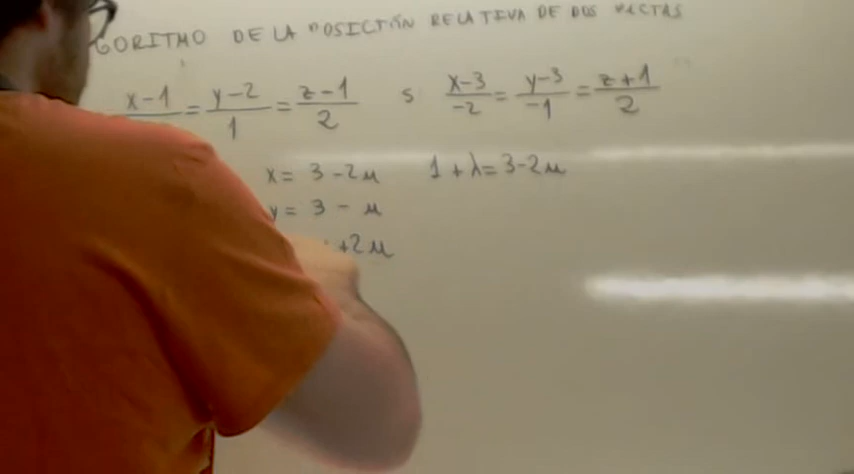 GORITMO DE LA POSICIÓN RELATIVA DE DOS RECTAS
x-1 = y-2/1 = z-1/2 s x-3/-2 = y-3/-1 = z+1/2
x = 3-2μ 1+λ=3-2μ
y = 3 - μ
+2μ